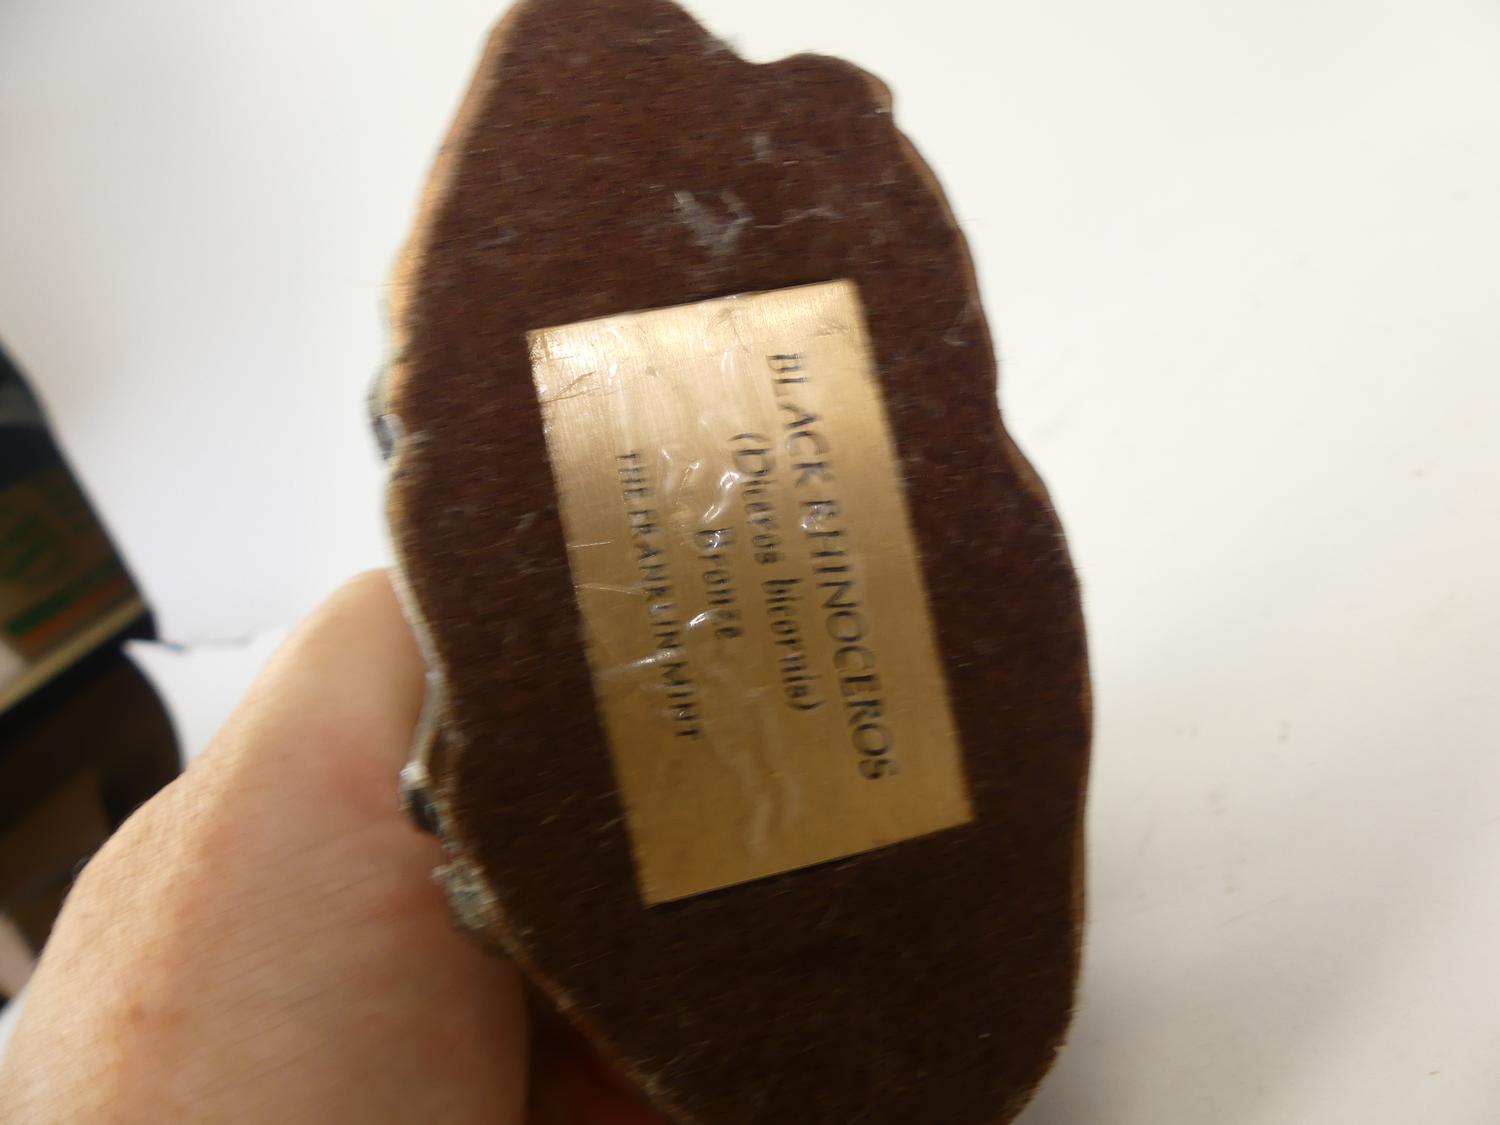 BLACK RHINOCEROS
(Diceros bicornis)
Bronze
THE FRANKLIN MINT